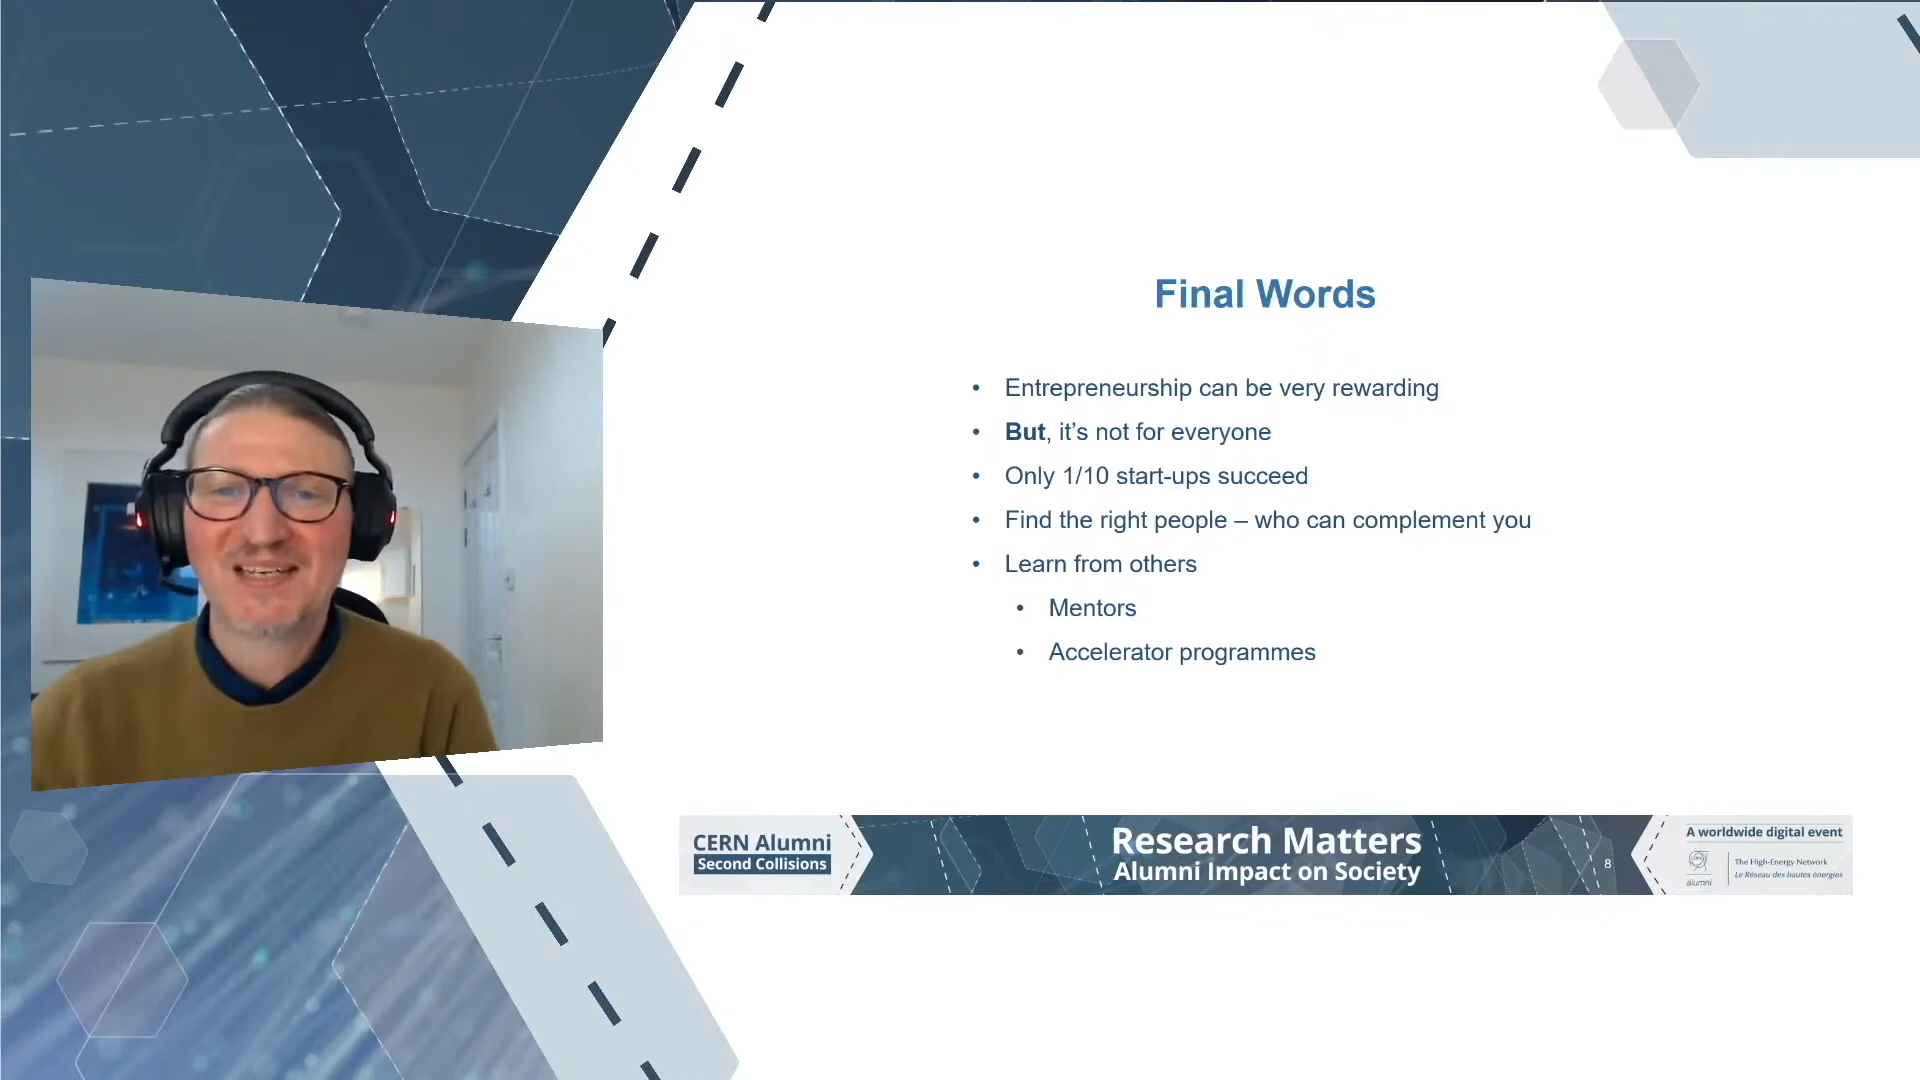 Final Words
• Entrepreneurship can be very rewarding
• But, it's not for everyone
• Only 1/10 start-ups succeed
• Find the right people – who can complement you
• Learn from others
• Mentors
• Accelerator programmes
CERN Alumni
Second Collisions
Research Matters
Alumni Impact on Society
8
A worldwide digital event
The High-Energy Network
Le Réseau des hautes énergies
alumni